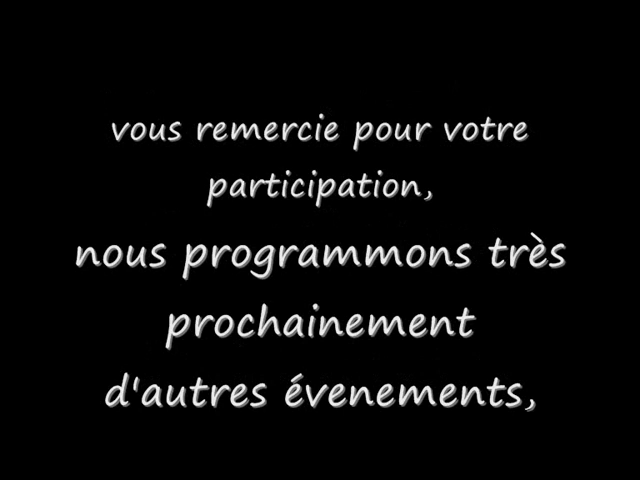 vous remercie pour votre
participation,
nous programmons très
prochainement
d'autres évenements,